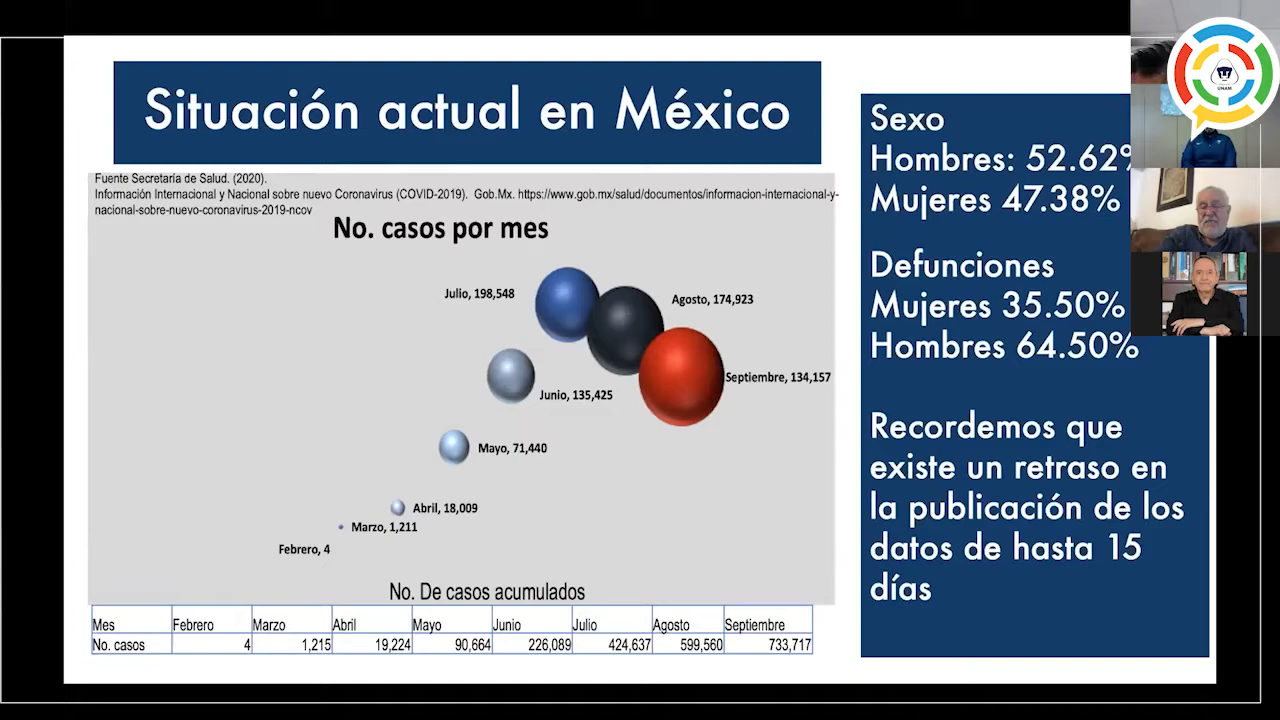 Situación actual en México
Fuente Secretaría de Salud. (2020).
Información Internacional y Nacional sobre nuevo Coronavirus (COVID-2019). Gob.Mx. https://www.gob.mx/salud/documentos/informacion-internacional-y-
nacional-sobre-nuevo-coronavirus-2019-ncov
No. casos por mes
Julio, 198,548
Agosto, 174,923
Septiembre, 134,157
Junio, 135,425
Mayo, 71,440
Abril, 18,009
Marzo, 1,211
Febrero, 4
No. De casos acumulados
Mes Febrero Marzo Abril Mayo Junio Julio Agosto Septiembre
No. casos 4 1,215 19,224 90,664 226,089 424,637 599,560 733,717
Sexo
Hombres: 52.62%
Mujeres 47.38%
Defunciones
Mujeres 35.50%
Hombres 64.50%
Recordemos que
existe un retraso en
la publicación de los
datos de hasta 15
días
UNAM